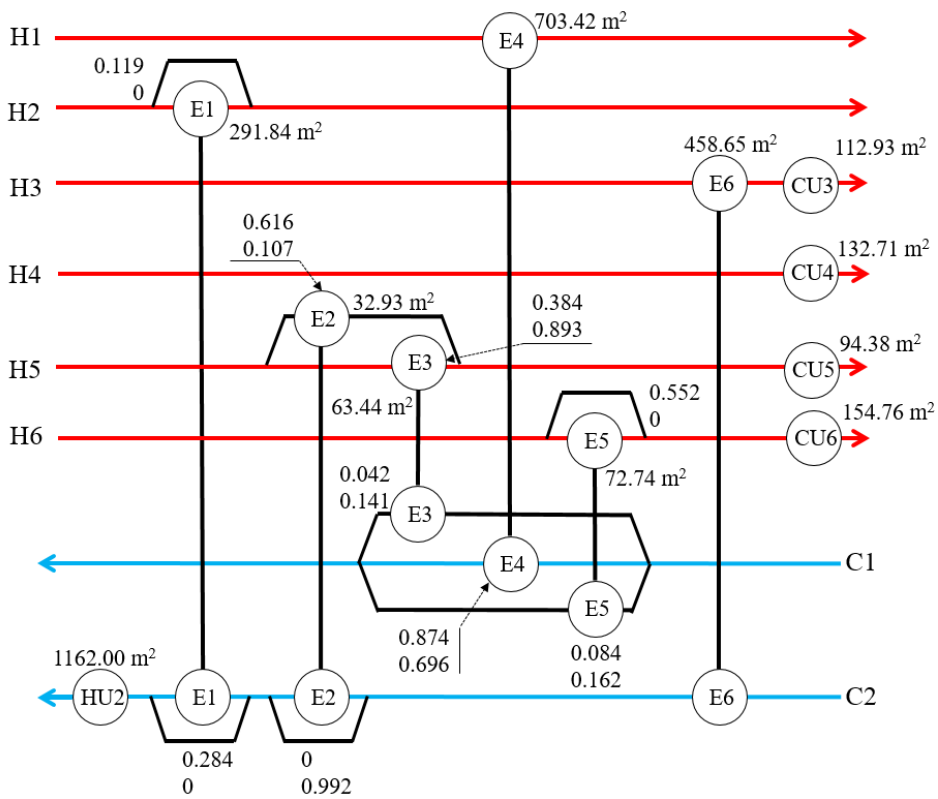 H1
E4
703.42 m²
0.119
0
H2
E1
291.84 m²
458.65 m²
112.93 m²
H3
E6
CU3
0.616
0.107
132.71 m²
H4
CU4
E2
32.93 m²
0.384
0.893
94.38 m²
H5
E3
CU5
63.44 m²
0.552
0
154.76 m²
H6
E5
CU6
72.74 m²
0.042
0.141
E3
E4
C1
E5
0.874
0.696
0.084
0.162
1162.00 m²
HU2
E1
E2
E6
C2
0.284
0
0
0.992